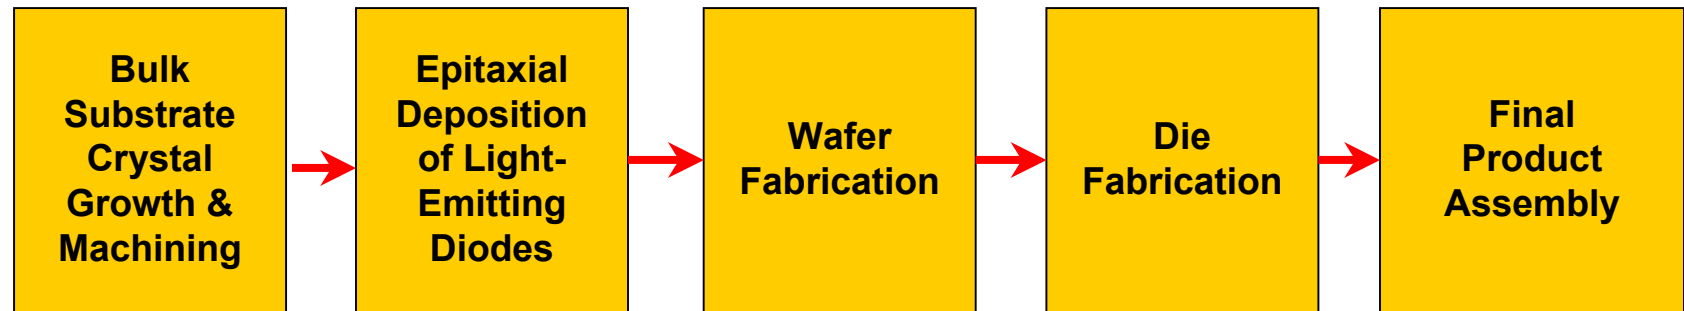 Bulk
Substrate
Crystal
Growth &
Machining
Epitaxial
Deposition
of Light-
Emitting
Diodes
Wafer
Fabrication
Die
Fabrication
Final
Product
Assembly